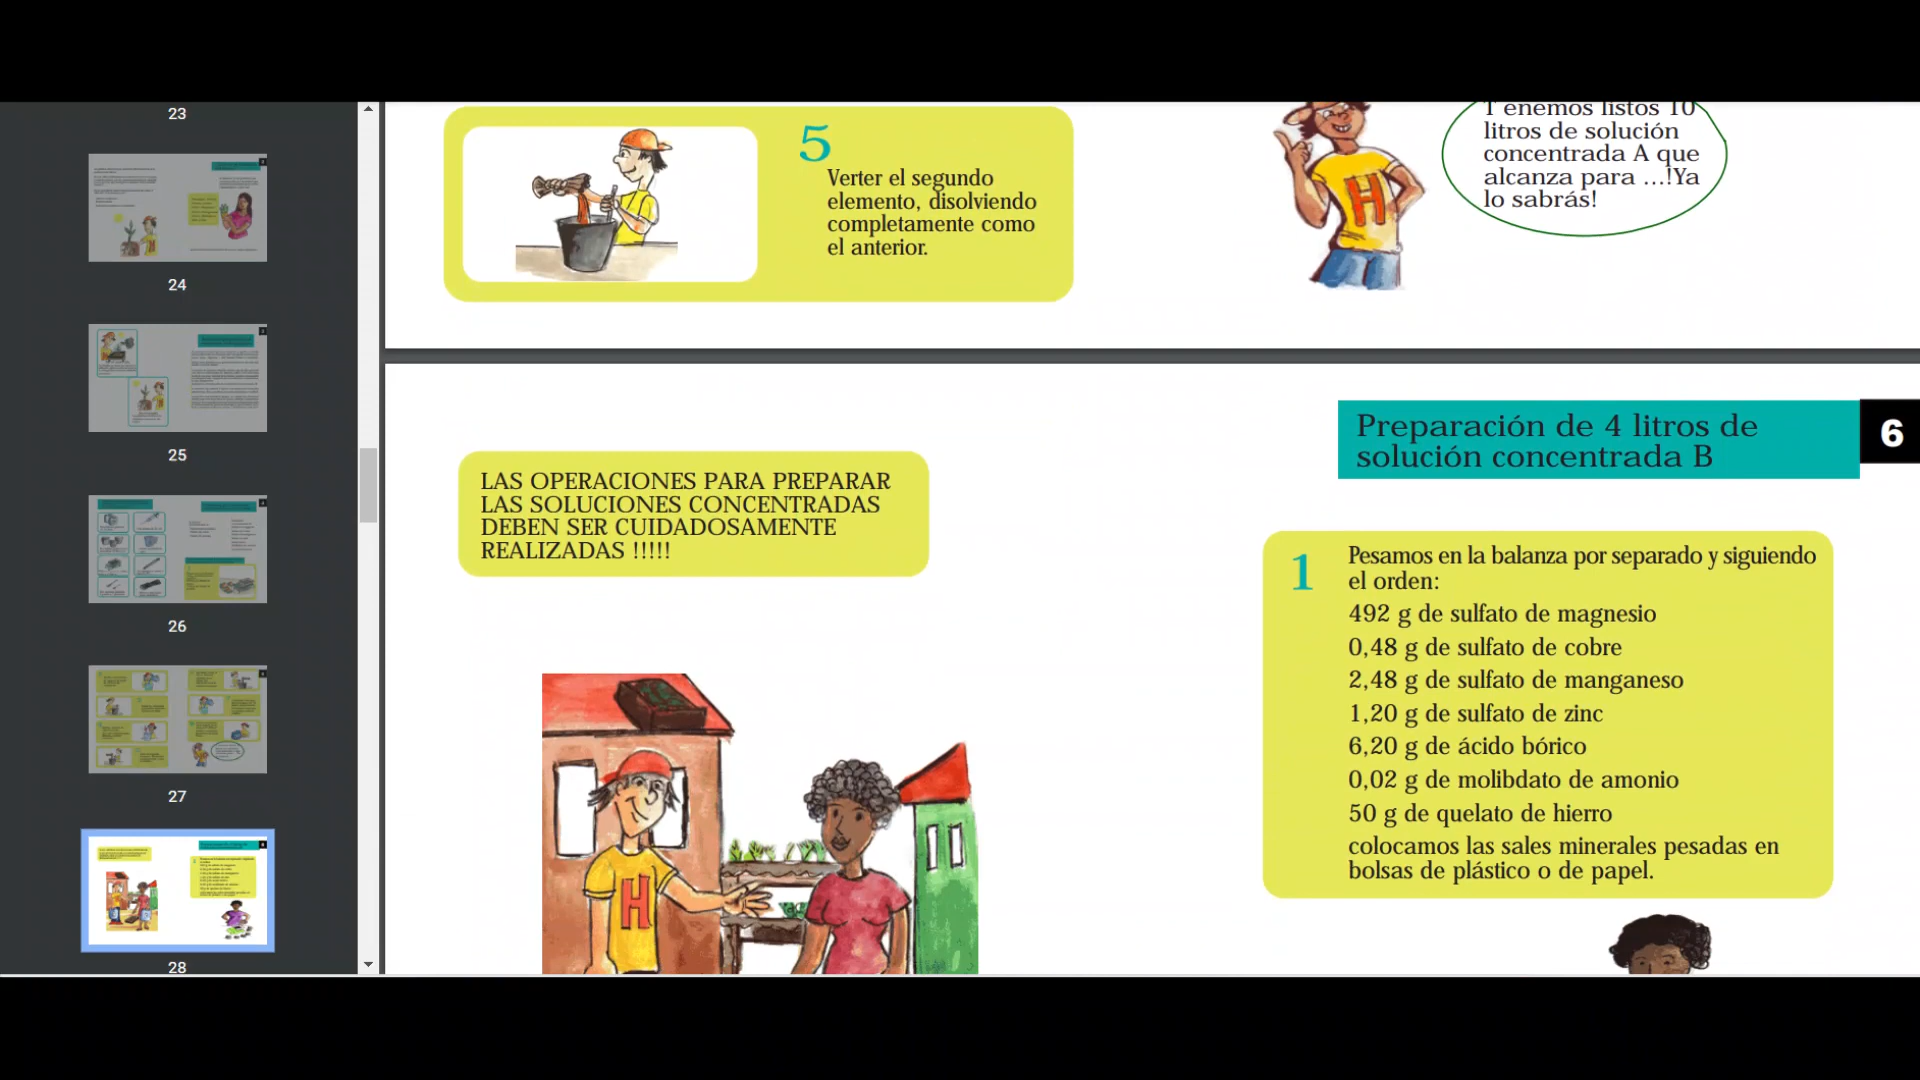 23
24
25
26
27
28
5
Verter el segundo
elemento, disolviendo
completamente como
el anterior.
T enemos listos 10
litros de solución
concentrada A que
alcanza para ...!Ya
lo sabrás!
H
LAS OPERACIONES PARA PREPARAR
LAS SOLUCIONES CONCENTRADAS
DEBEN SER CUIDADOSAMENTE
REALIZADAS !!!!!
H
Preparación de 4 litros de
solución concentrada B
6
1
Pesamos en la balanza por separado y siguiendo
el orden:
492 g de sulfato de magnesio
0,48 g de sulfato de cobre
2,48 g de sulfato de manganeso
1,20 g de sulfato de zinc
6,20 g de ácido bórico
0,02 g de molibdato de amonio
50 g de quelato de hierro
colocamos las sales minerales pesadas en
bolsas de plástico o de papel.